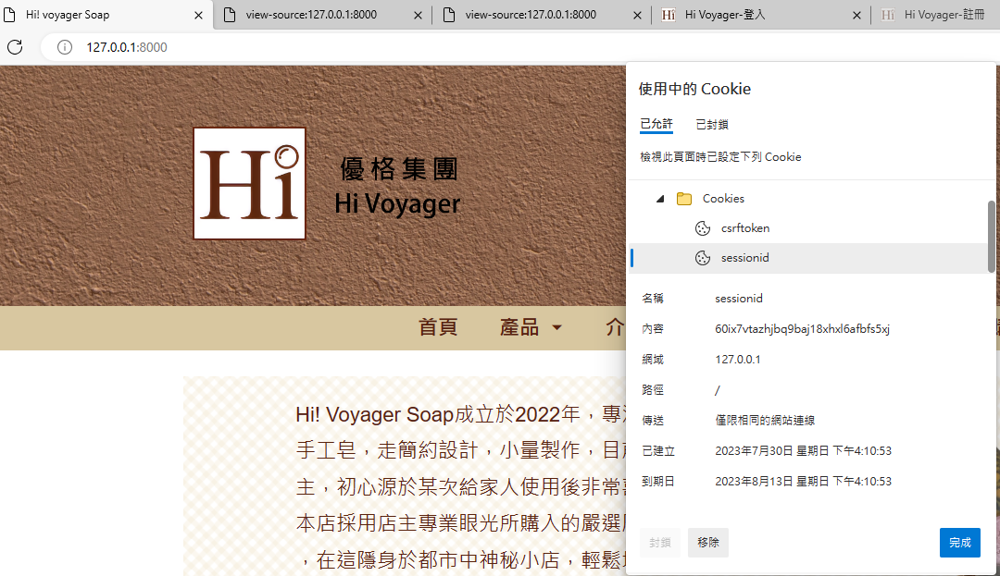 Hi! voyager Soap
view-source:127.0.0.1:8000
view-source:127.0.0.1:8000
Hi Voyager-登入
Hi Voyager-註冊
127.0.0.1:8000
Hi
優格集團
Hi Voyager
首頁
產品
介
Hi! Voyager Soap成立於2022年，專
手工皂，走簡約設計，小量製作，目
主，初心源於某次給家人使用後非常
本店採用店主專業眼光所購入的嚴選
，在這隱身於都市中神秘小店，輕鬆
使用中的 Cookie
已允許
已封鎖
檢視此頁面時已設定下列 Cookie
Cookies
csrftoken
sessionid
名稱 sessionid
內容 60ix7vtazhjbq9baj18xhxl6afbfs5xj
網域 127.0.0.1
路徑 /
傳送 僅限相同的網站連線
已建立 2023年7月30日 星期日 下午4:10:53
到期日 2023年8月13日 星期日 下午4:10:53
封鎖
移除
完成